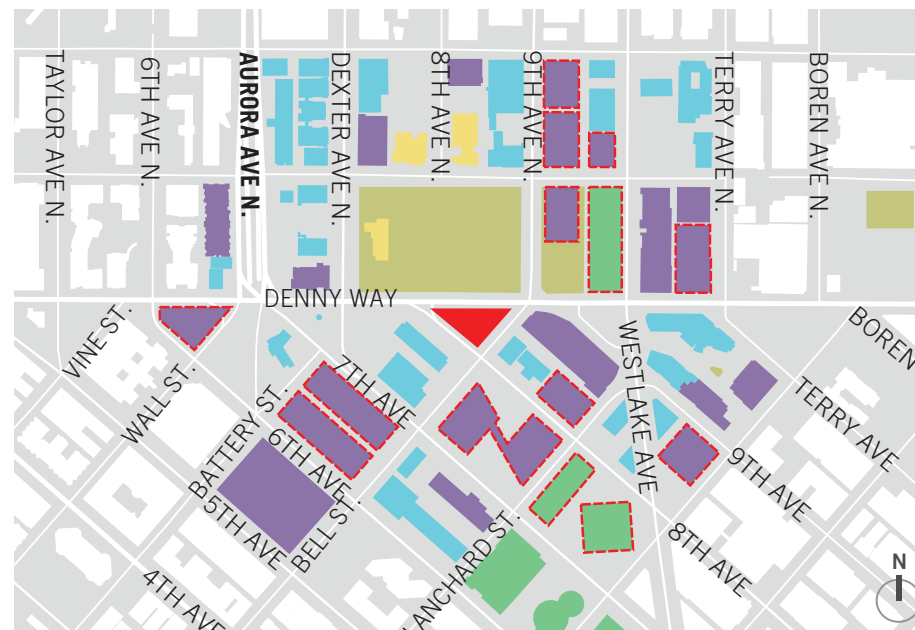 TAYLOR AVE N.
6TH AVE N.
AURORA AVE N.
DEXTER AVE N.
8TH AVE N.
9TH AVE N.
TERRY AVE N.
BOREN AVE N.
DENNY WAY
VINE ST.
WALL ST.
BATTERY ST.
7TH AVE
6TH AVE.
5TH AVE
BELL ST.
4TH AVE
LANCHARD ST.
WESTLAKE AVE
BOREN
TERRY AVE
9TH AVE
8TH AVE
N